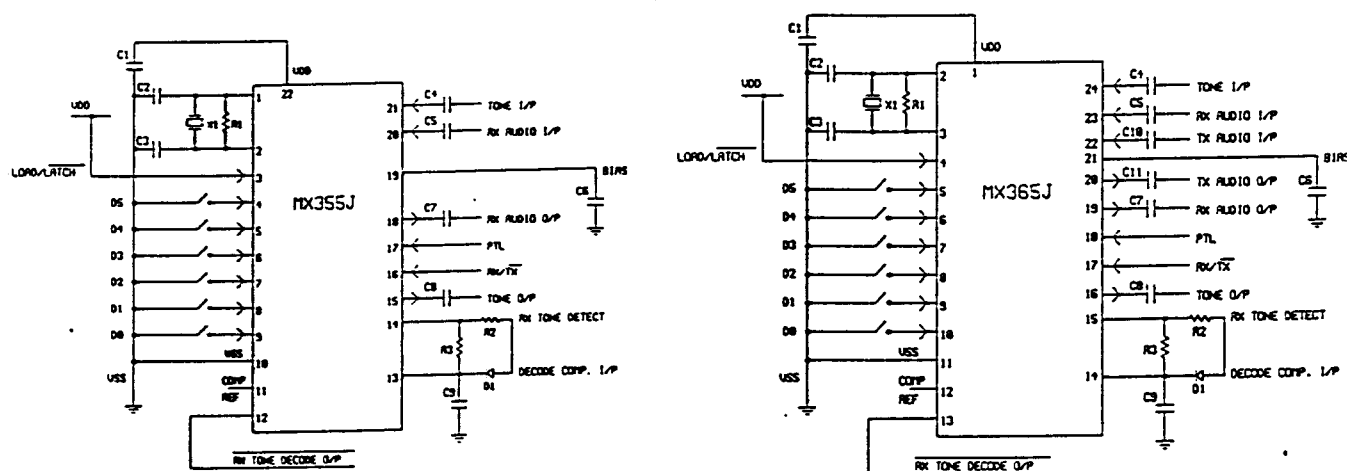 C1
VDD
VDD
C2
X1
R1
C3
LOAD/LATCH
1
22
2
3
D5
4
D4
5
D3
6
D2
7
D1
8
D0
9
VSS
10
VSS
COMP
REF
11
12
RX TONE DECODE O/P
MX355J
21
C4
TONE I/P
20
C5
RX AUDIO I/P
19
BIAS
C6
18
C7
RX AUDIO O/P
17
PTL
16
RX/TX
15
C8
TONE O/P
14
R2
RX TONE DETECT
R3
13
D1
DECODE COMP. I/P
C9
C1
VDD
VDD
C2
X1
R1
C3
LOAD/LATCH
1
2
3
4
D5
5
D4
6
D3
7
D2
8
D1
9
D0
10
VSS
11
VSS
COMP
REF
12
13
RX TONE DECODE O/P
MX365J
24
C4
TONE I/P
23
C5
RX AUDIO I/P
22
C10
TX AUDIO I/P
21
BIAS
C6
20
C11
TX AUDIO O/P
19
C7
RX AUDIO O/P
18
PTL
17
RX/TX
16
C8
TONE O/P
15
R2
RX TONE DETECT
R3
14
D1
DECODE COMP. I/P
C9